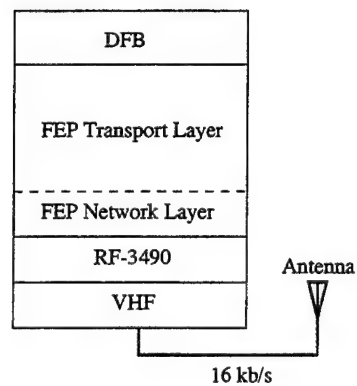 DFB
FEP Transport Layer
FEP Network Layer
RF-3490
VHF
Antenna
16 kb/s